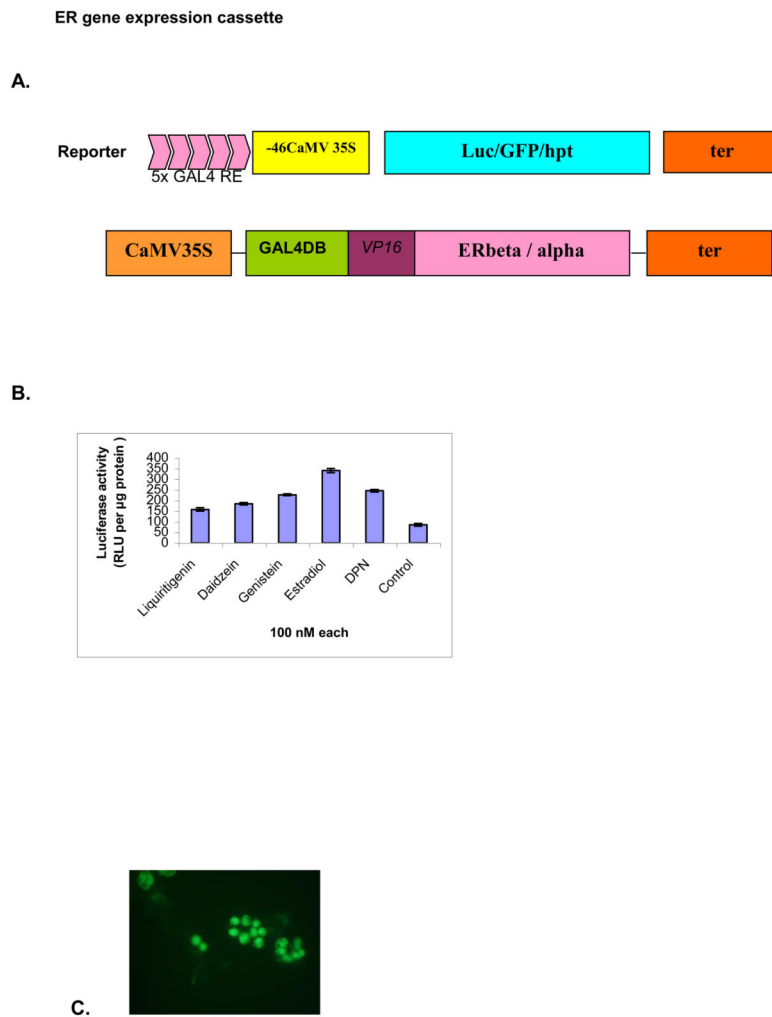 ER gene expression cassette
A.
Reporter
5x GAL4 RE
-46CaMV 35S
Luc/GFP/hpt
ter
CaMV35S
GAL4DB
VP16
ERbeta / alpha
ter
B.
Luciferase activity
(RLU per µg protein )
400
350
300
250
200
150
100
50
0
Liquiritigenin
Daidzein
Genistein
Estradiol
DPN
Control
100 nM each
C.